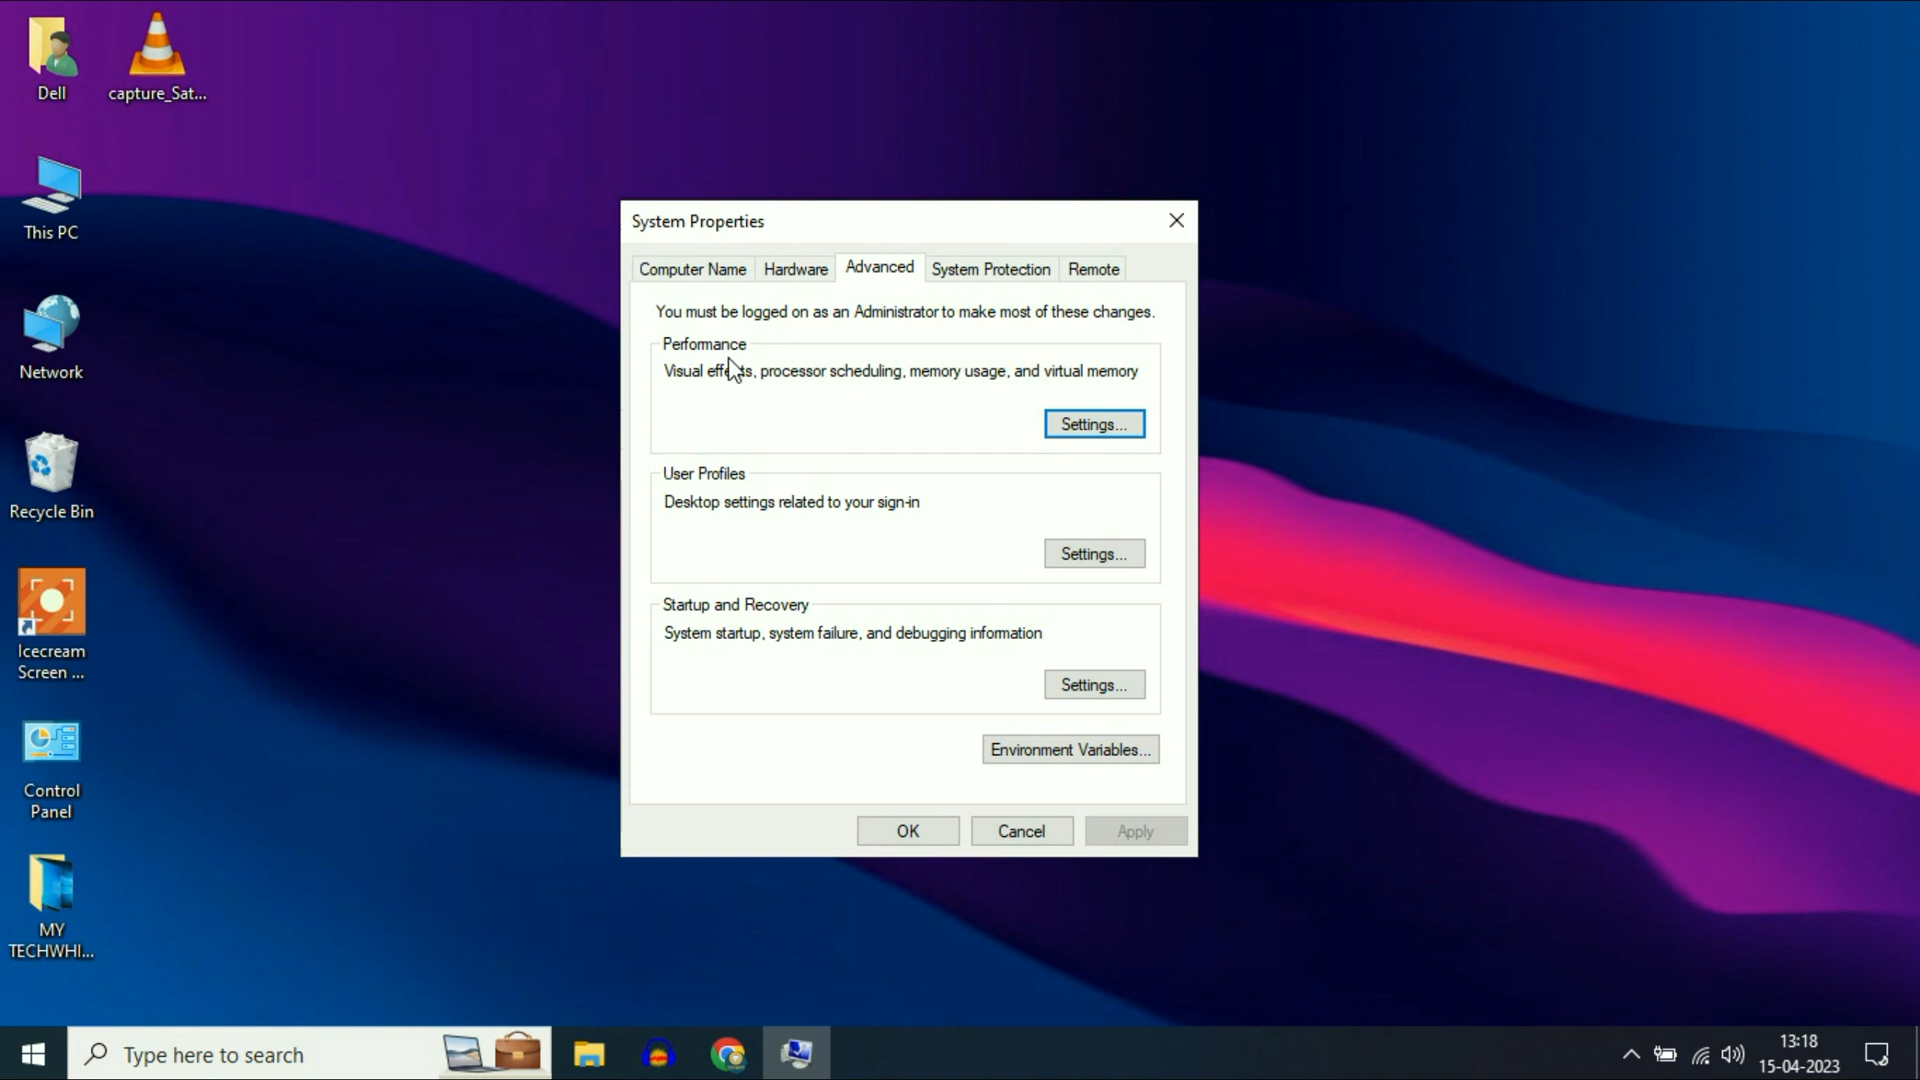 Dell
capture_Sat...
This PC
Network
Recycle Bin
Icecream
Screen ...
Control
Panel
MY
TECHWHI...
System Properties
Computer Name
Hardware
Advanced
System Protection
Remote
You must be logged on as an Administrator to make most of these changes.
Performance
Visual effects, processor scheduling, memory usage, and virtual memory
Settings...
User Profiles
Desktop settings related to your sign-in
Settings...
Startup and Recovery
System startup, system failure, and debugging information
Settings...
Environment Variables...
OK
Cancel
Apply
Type here to search
13:18
15-04-2023